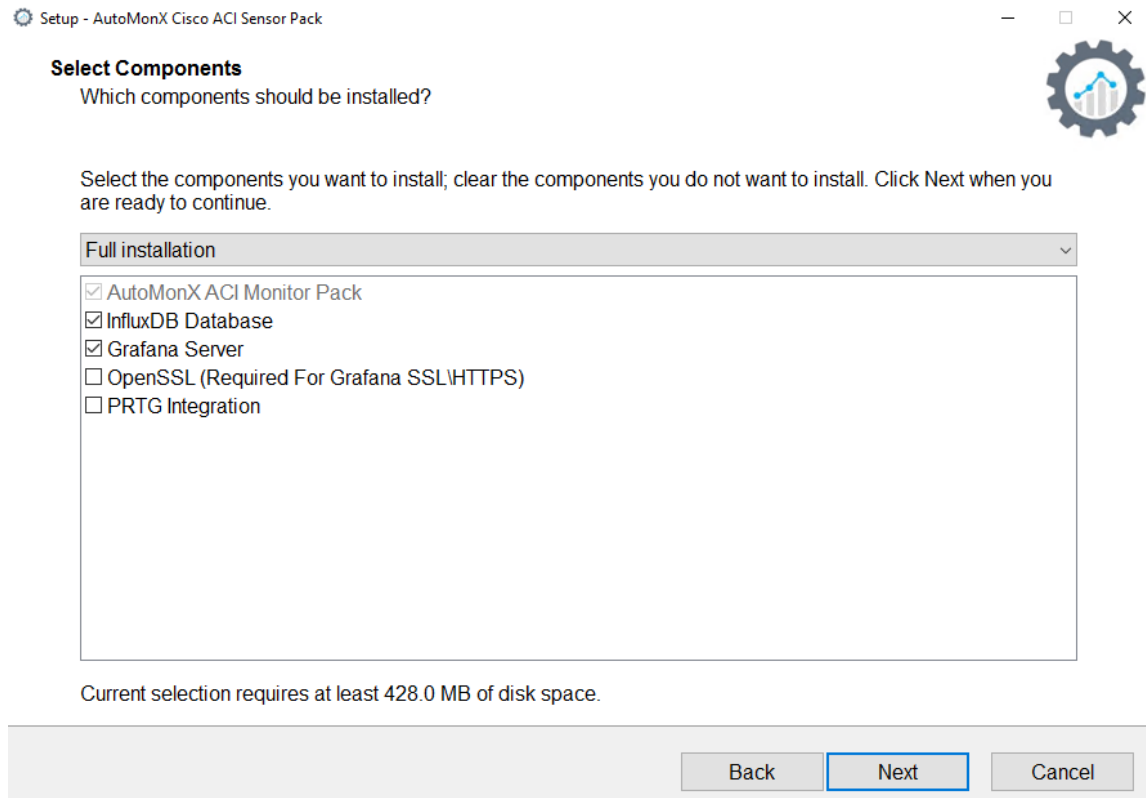 Setup - AutoMonX Cisco ACI Sensor Pack
Select Components
Which components should be installed?
Select the components you want to install; clear the components you do not want to install. Click Next when you
are ready to continue.
Full installation
AutoMonX ACI Monitor Pack
InfluxDB Database
Grafana Server
OpenSSL (Required For Grafana SSL\HTTPS)
PRTG Integration
Current selection requires at least 428.0 MB of disk space.
Back
Next
Cancel